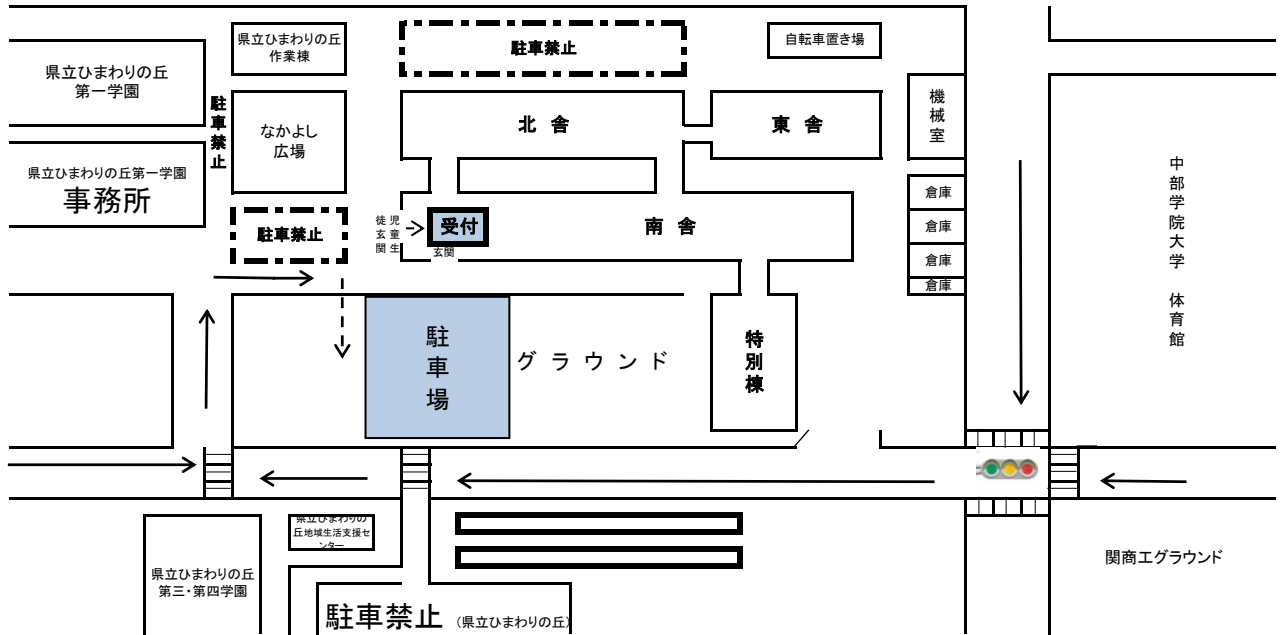 県立ひまわりの丘
作業棟
駐車禁止
自転車置き場
県立ひまわりの丘
第一学園
駐車禁止
なかよし
広場
北 舎
東 舎
機械室
県立ひまわりの丘第一学園
事務所
駐車禁止
児童生
徒玄関
受付
玄関
南 舎
倉庫
倉庫
倉庫
倉庫
中部学院大学 体育館
駐車場
グラウンド
特別棟
県立ひまわりの丘
第三・第四学園
県立ひまわりの
丘地域生活支援セ
ンター
駐車禁止 (県立ひまわりの丘)
関商工グラウンド